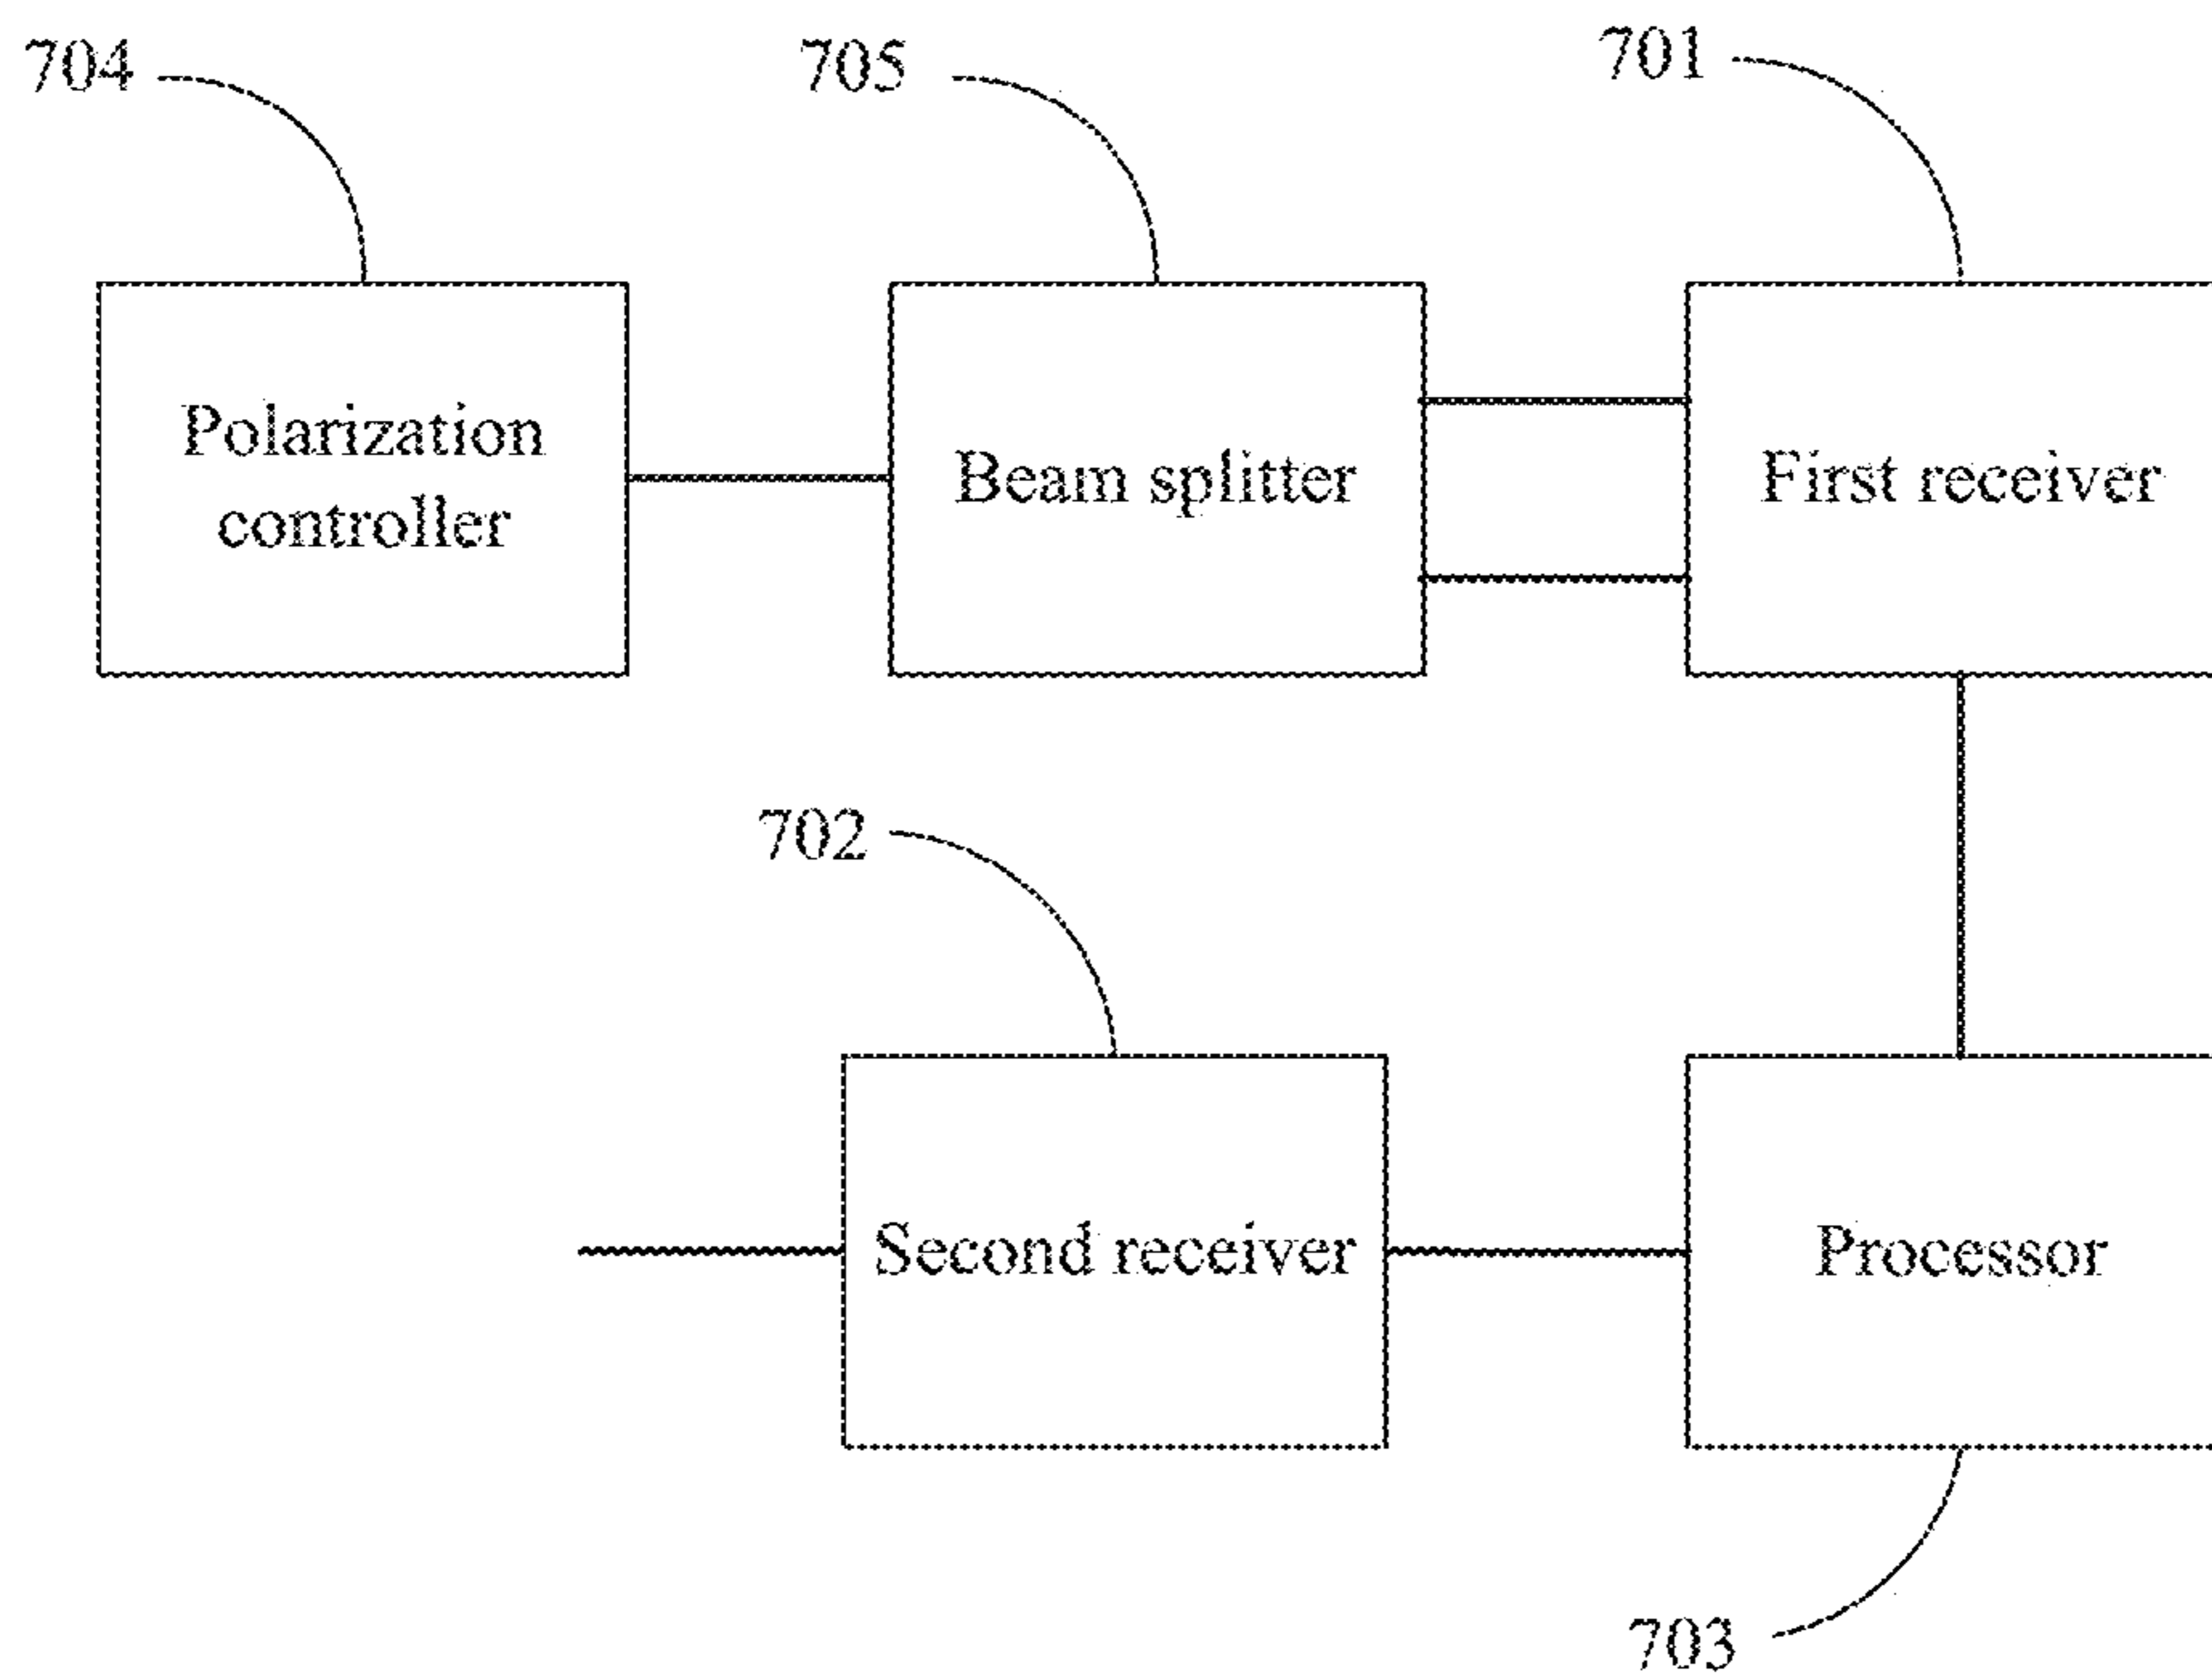 704
705
701
Polarization
controller
Beam splitter
First receiver
702
Second receiver
Processor
703